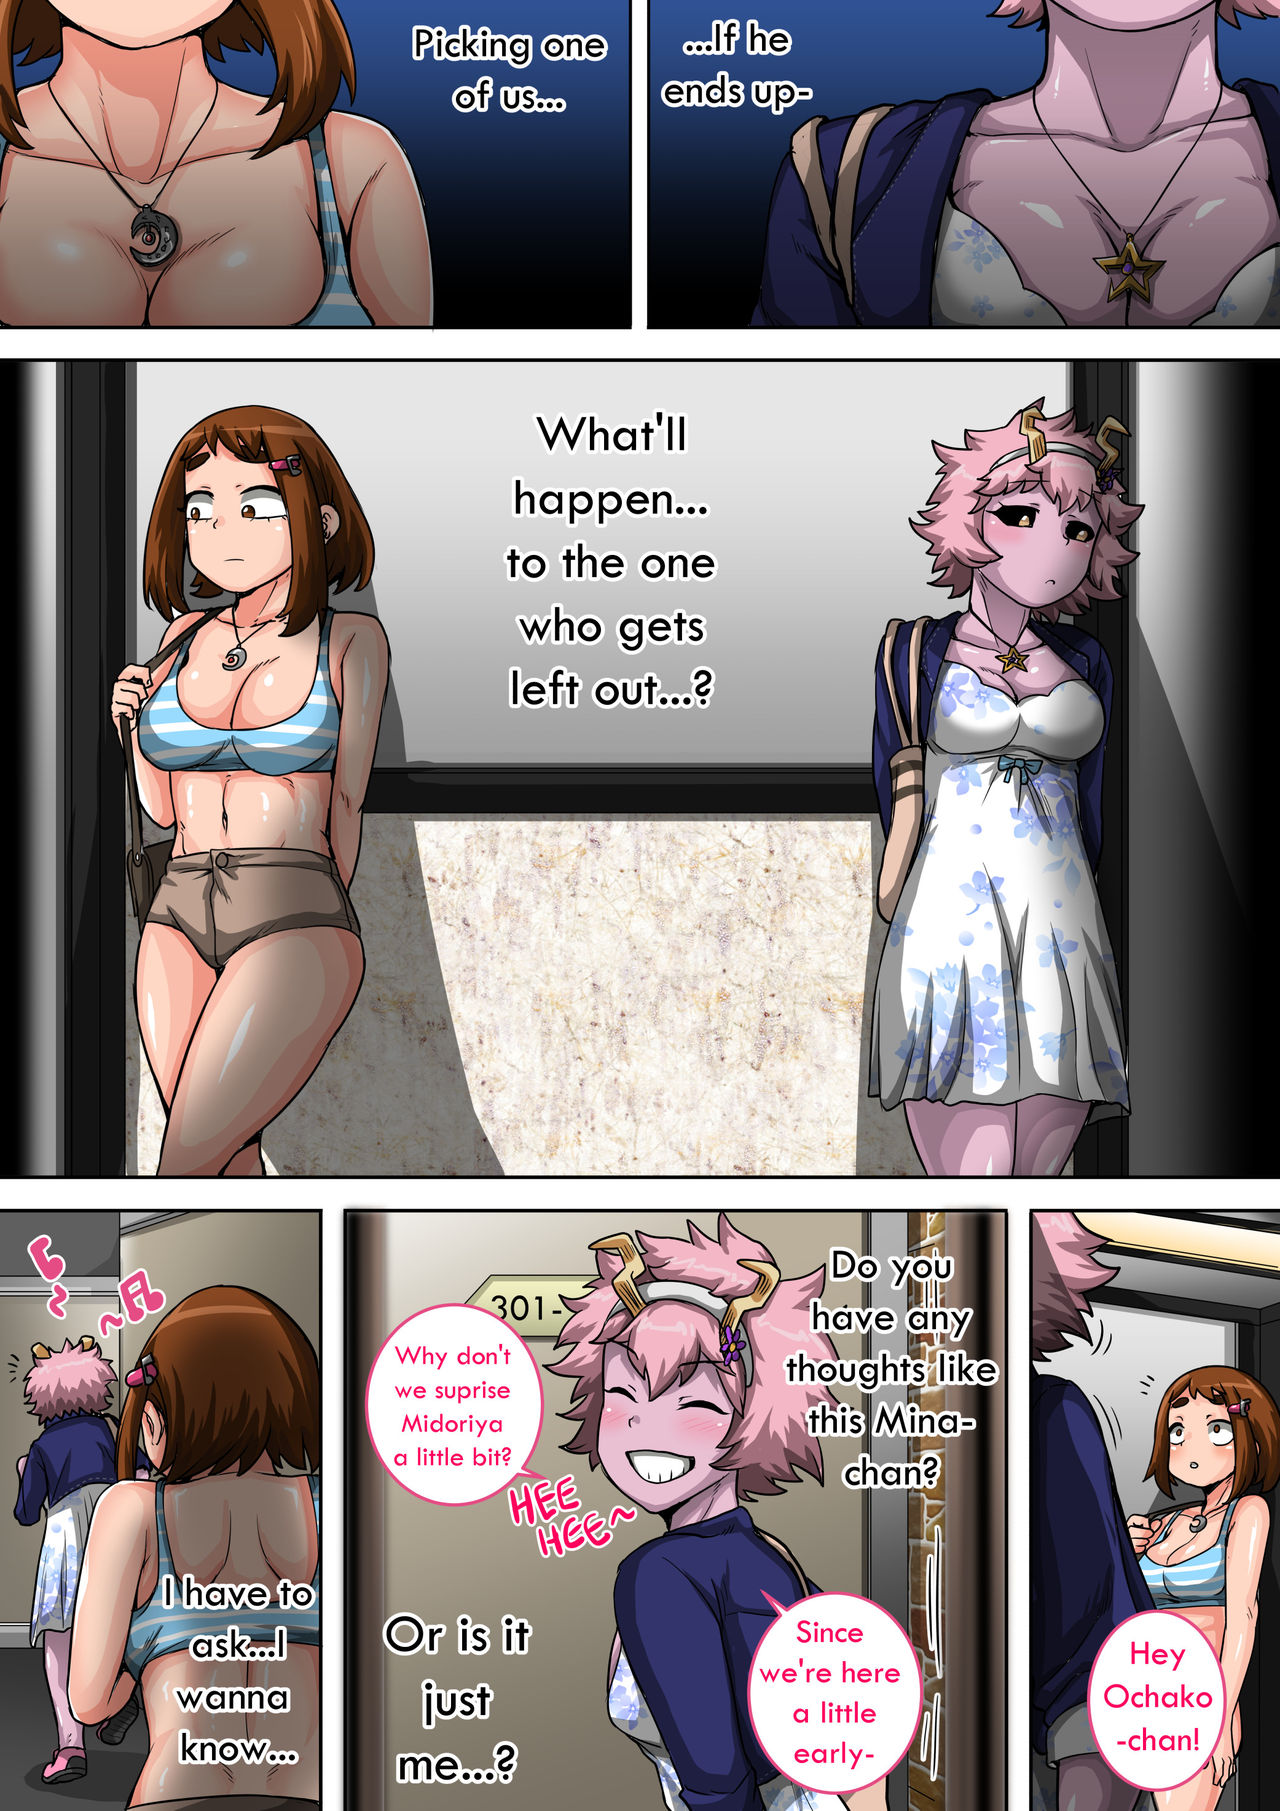 ...If he
ends up-
Picking one
of us...
What'll
happen...
to the one
who gets
left out...?
Hey
Ochako
-chan!
Do you
have any
thoughts like
this Mina-
chan?
301-
Why don't
we suprise
Midoriya
a little bit?
HEE
HEE~
Since
we're here
a little
early-
Or is it
just
me...?
I have to
ask...I
wanna
know...